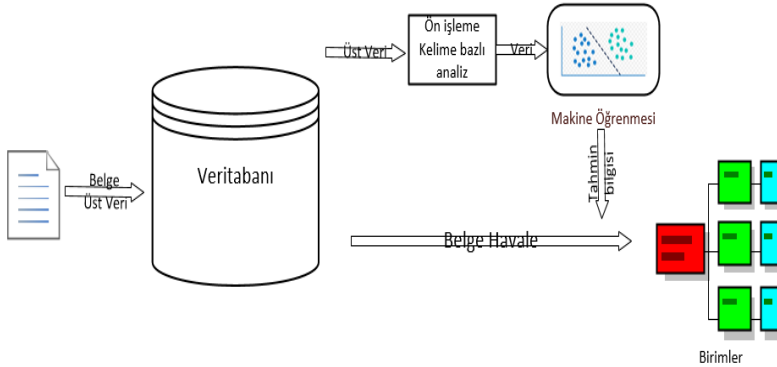 Ön işleme
Kelime bazlı
analiz
Üst Veri
Veri
Makine Öğrenmesi
Tahmin
bilgisi
Veritabanı
Belge
Üst Veri
Belge Havale
Birimler